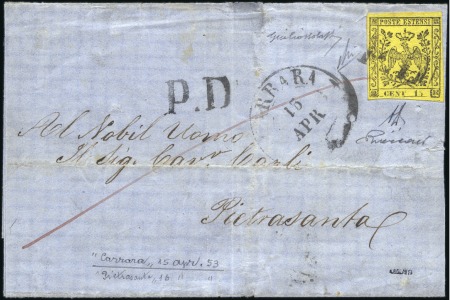 POSTE ESTENSI
CENT 15
P.D
CARRARA
15
APR
Al Nobil Uomo
Il Sig. Cav.r Carli
Pietrasanta
"Carrara" 15 apr. 53
Pietrasanta 16 " "